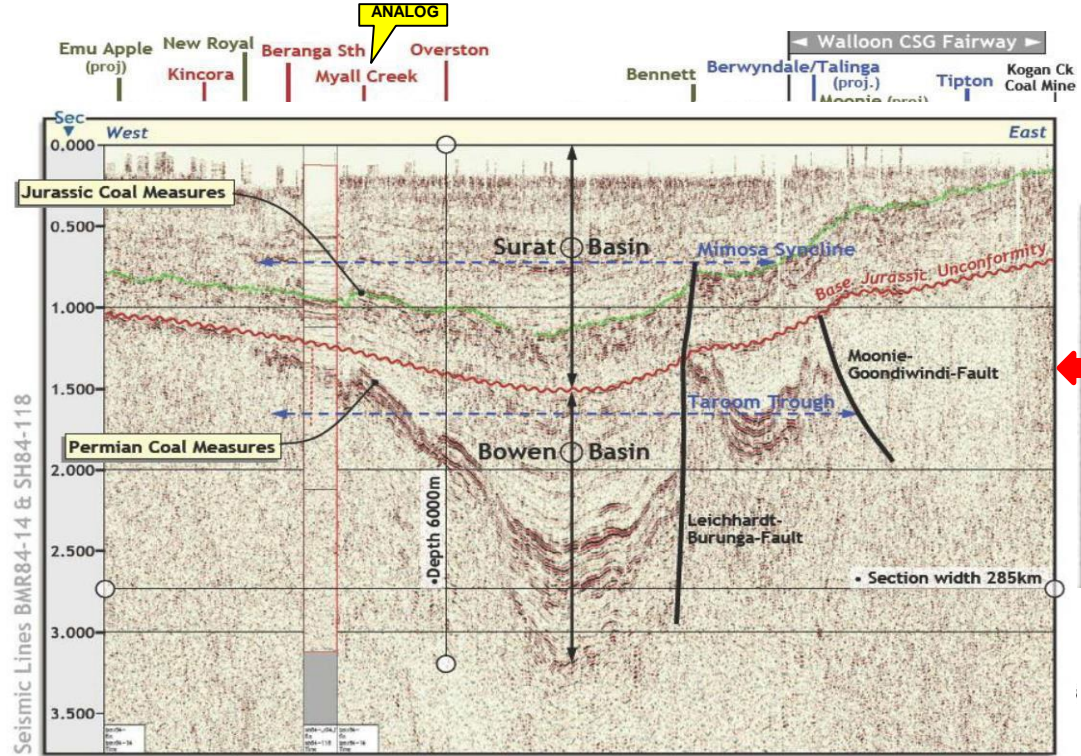 ANALOG
Walloon CSG Fairway
Emu Apple
(proj)
New Royal
Kincora
Beranga Sth
Myall Creek
Overston
Bennett
Berwyndale/Talinga
(proj.)
Moonie (proj)
Tipton
Kogan Ck
Coal Mine
Sec
West
East
0.000
0.500
1.000
1.500
2.000
2.500
3.000
3.500
Jurassic Coal Measures
Surat Basin
Mimosa Syncline
Base Jurassic Unconformity
Moonie-
Goondiwindi-Fault
Taroom Trough
Permian Coal Measures
Bowen Basin
•Depth 6000m
Leichhardt-
Burunga-Fault
• Section width 285km
Seismic Lines BMR84-14 & SH84-118